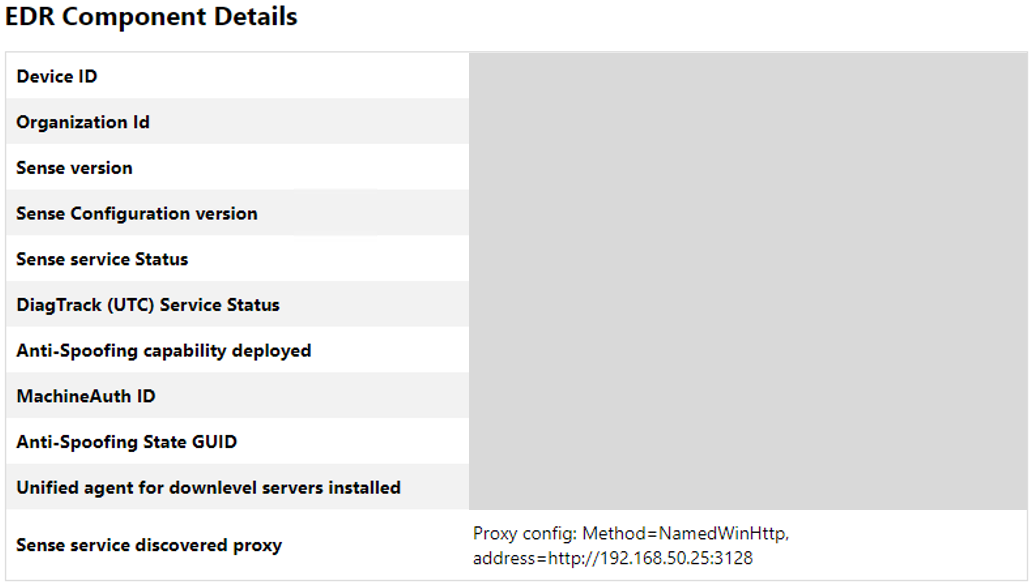 EDR Component Details
Device ID
Organization Id
Sense version
Sense Configuration version
Sense service Status
DiagTrack (UTC) Service Status
Anti-Spoofing capability deployed
MachineAuth ID
Anti-Spoofing State GUID
Unified agent for downlevel servers installed
Sense service discovered proxy
Proxy config: Method=NamedWinHttp,
address=http://192.168.50.25:3128